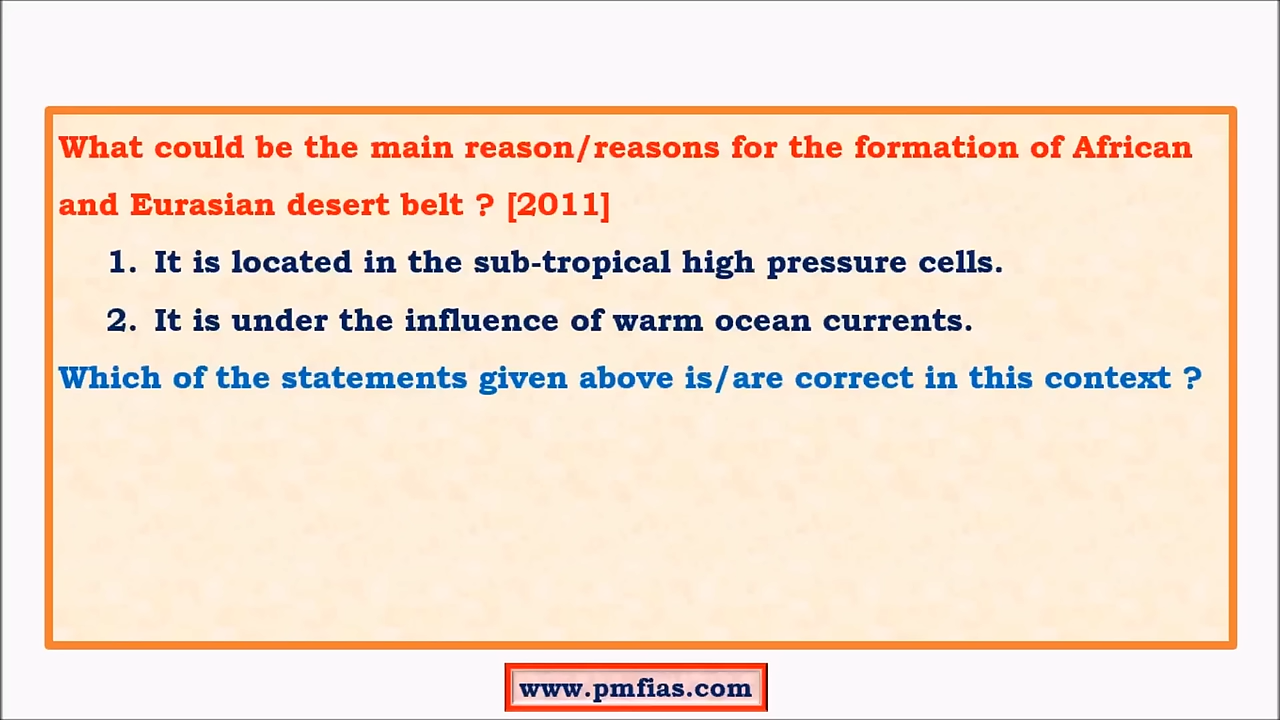 What could be the main reason/reasons for the formation of African
and Eurasian desert belt ? [2011]
1. It is located in the sub-tropical high pressure cells.
2. It is under the influence of warm ocean currents.
Which of the statements given above is/are correct in this context ?
www.pmfias.com